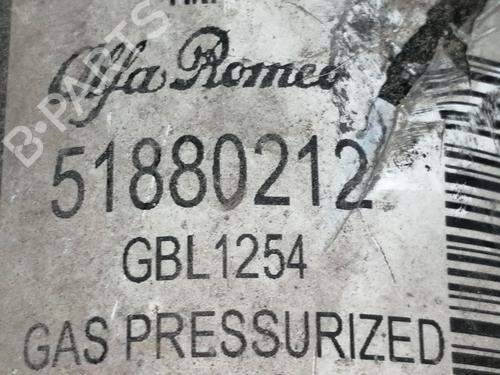 Alfa Romeo
51880212
GBL1254
GAS PRESSURIZED
B-PARTS